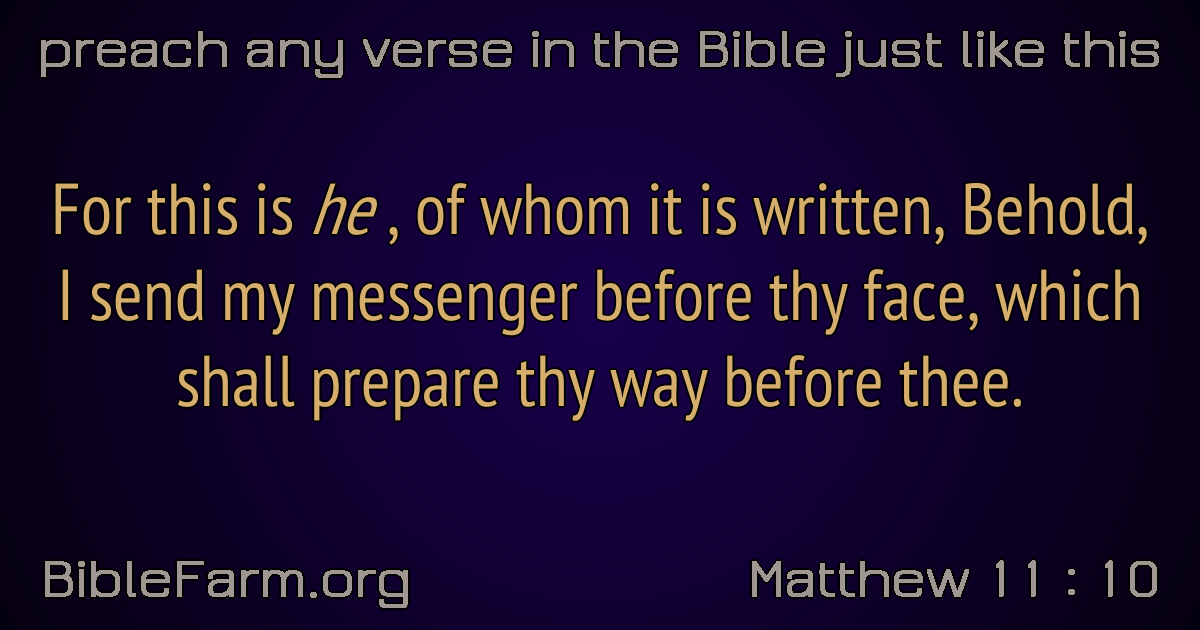 preach any verse in the Bible just like this
For this is he , of whom it is written, Behold,
I send my messenger before thy face, which
shall prepare thy way before thee.
BibleFarm.org
Matthew 11 : 10